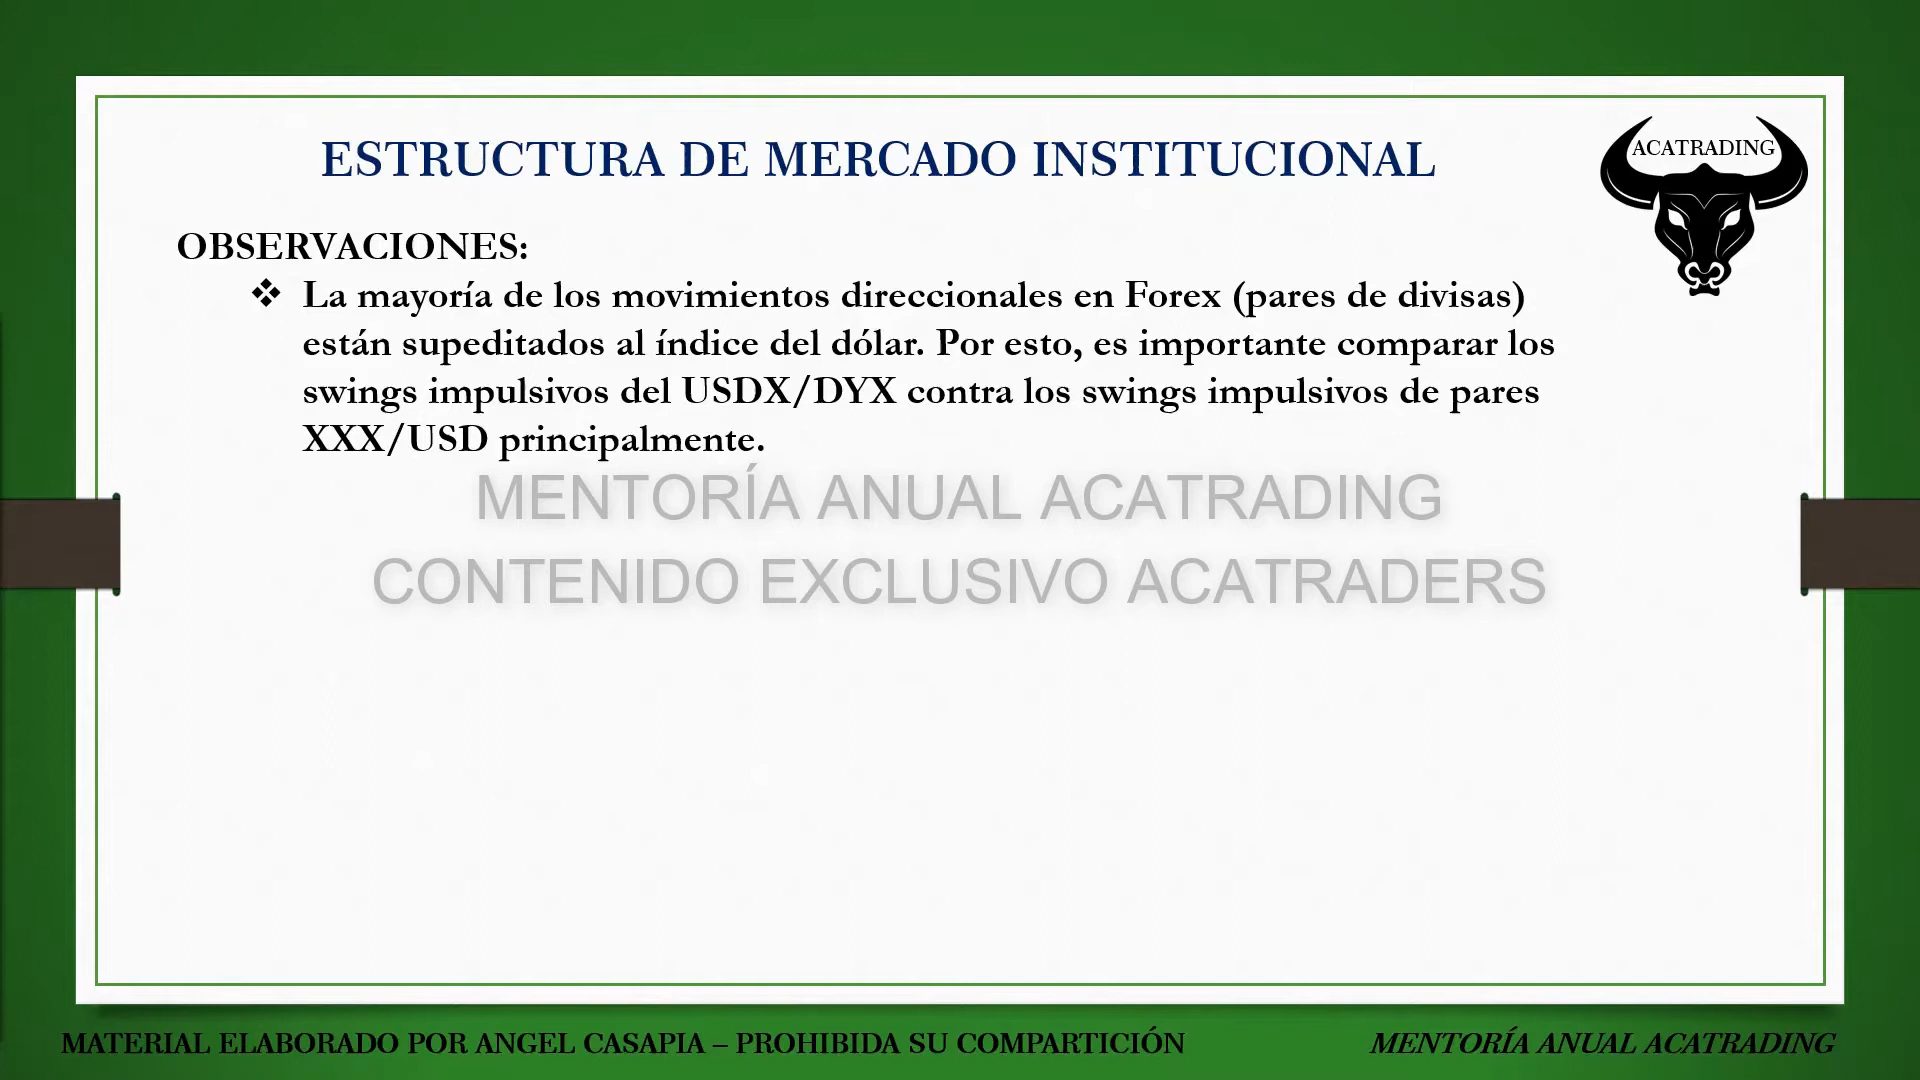 ESTRUCTURA DE MERCADO INSTITUCIONAL
ACATRADING
OBSERVACIONES:
❖ La mayoría de los movimientos direccionales en Forex (pares de divisas)
están supeditados al índice del dólar. Por esto, es importante comparar los
swings impulsivos del USDX/DYX contra los swings impulsivos de pares
XXX/USD principalmente.
MENTORÍA ANUAL ACATRADING
CONTENIDO EXCLUSIVO ACATRADERS
MATERIAL ELABORADO POR ANGEL CASAPIA – PROHIBIDA SU COMPARTICIÓN
MENTORÍA ANUAL ACATRADING